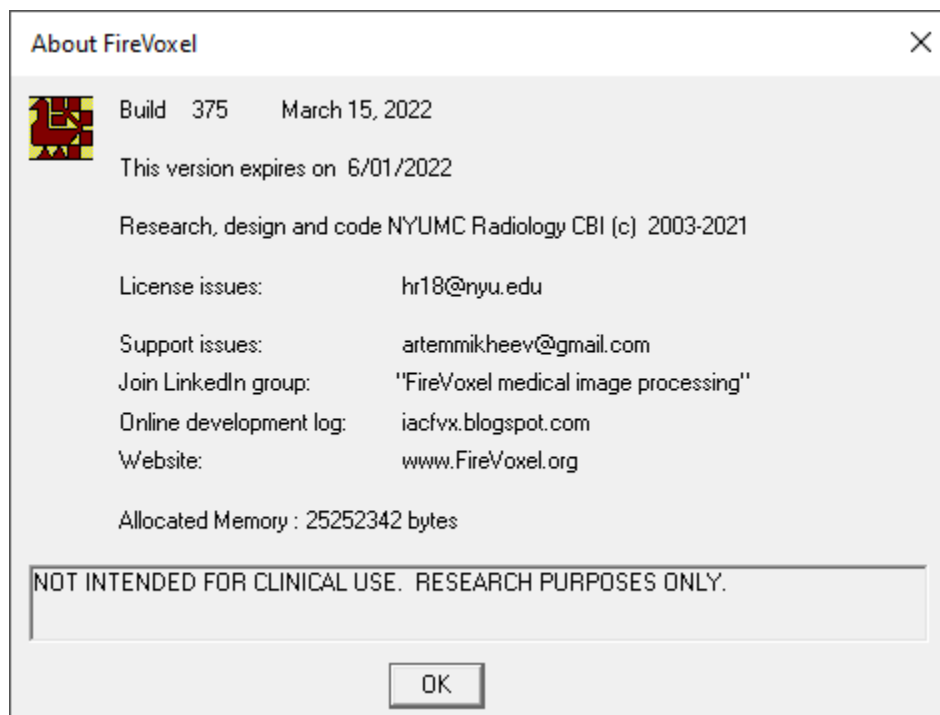 About FireVoxel
Build 375 March 15, 2022
This version expires on 6/01/2022
Research, design and code NYUMC Radiology CBI (c) 2003-2021
License issues: hr18@nyu.edu
Support issues: artemmikheev@gmail.com
Join LinkedIn group: "FireVoxel medical image processing"
Online development log: iacfvx.blogspot.com
Website: www.FireVoxel.org
Allocated Memory : 25252342 bytes
NOT INTENDED FOR CLINICAL USE. RESEARCH PURPOSES ONLY.
OK